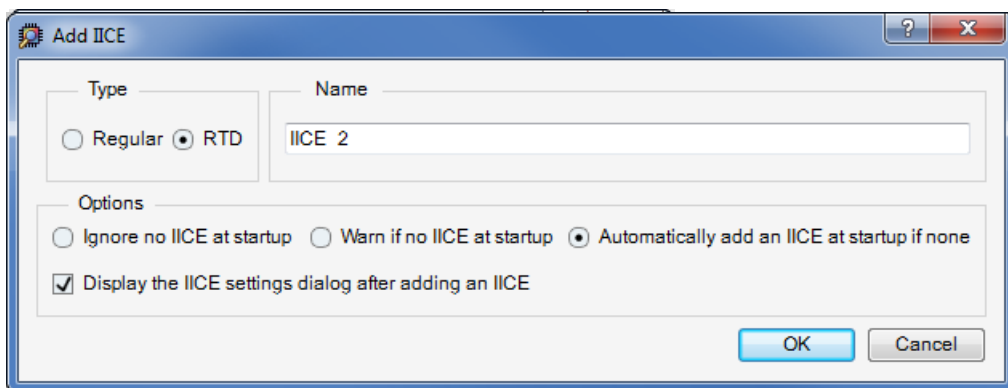 Add IICE
? X
Type
Name
Regular RTD
IICE 2
Options
Ignore no IICE at startup Warn if no IICE at startup Automatically add an IICE at startup if none
Display the IICE settings dialog after adding an IICE
OK Cancel